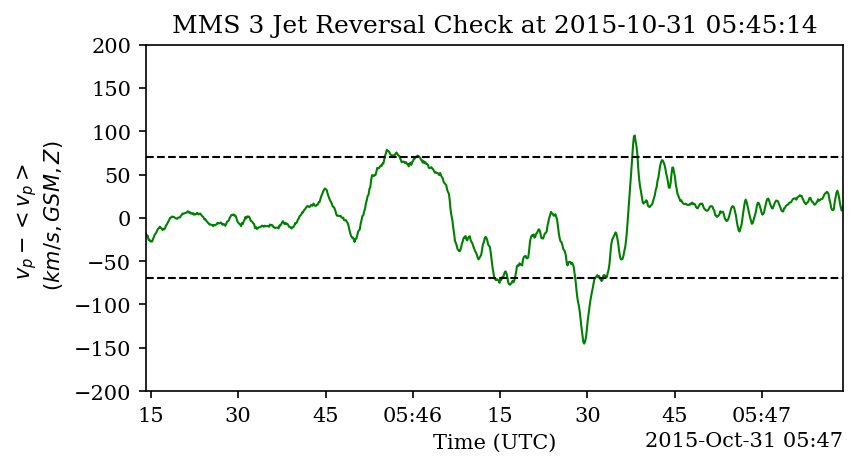 MMS 3 Jet Reversal Check at 2015-10-31 05:45:14
200
150
100
50
0
−50
−100
−150
−200
v_p − < v_p >
(km/s, GSM, Z)
15 30 45 05:46 15 30 45 05:47
Time (UTC)
2015-Oct-31 05:47